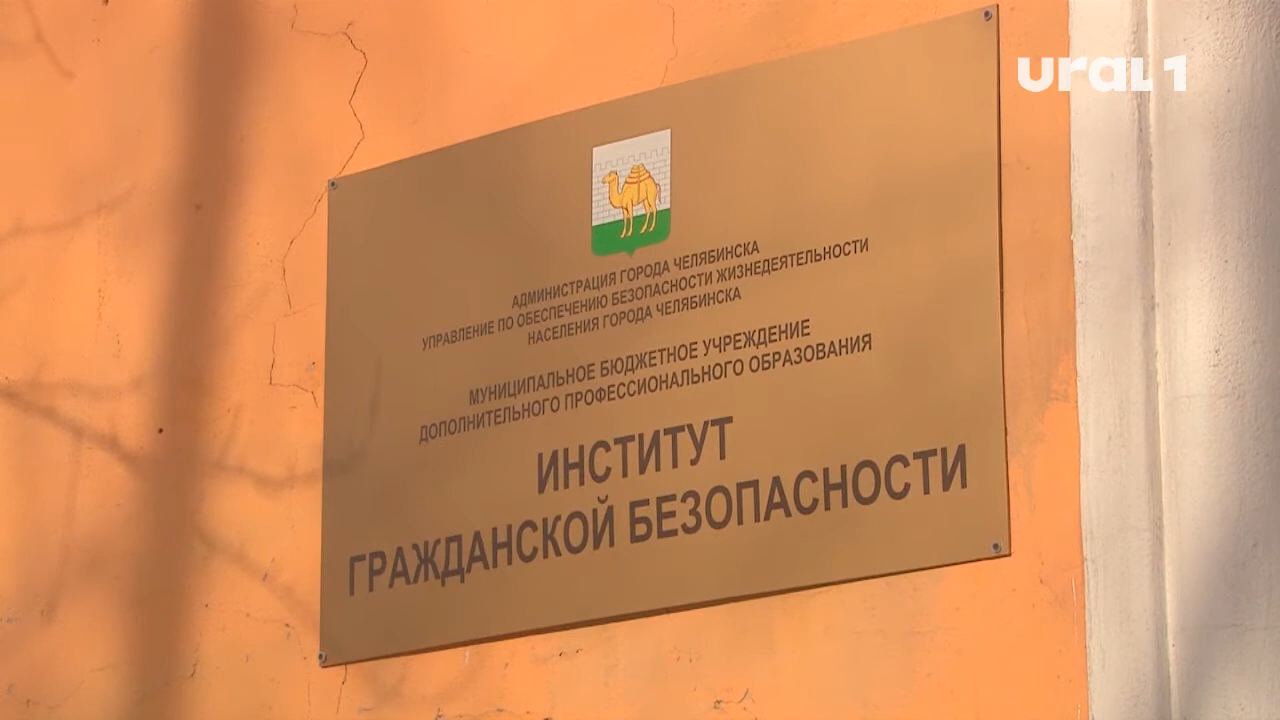 ural 1
АДМИНИСТРАЦИЯ ГОРОДА ЧЕЛЯБИНСКА
УПРАВЛЕНИЕ ПО ОБЕСПЕЧЕНИЮ БЕЗОПАСНОСТИ ЖИЗНЕДЕЯТЕЛЬНОСТИ
НАСЕЛЕНИЯ ГОРОДА ЧЕЛЯБИНСКА
МУНИЦИПАЛЬНОЕ БЮДЖЕТНОЕ УЧРЕЖДЕНИЕ
ДОПОЛНИТЕЛЬНОГО ПРОФЕССИОНАЛЬНОГО ОБРАЗОВАНИЯ
ИНСТИТУТ
ГРАЖДАНСКОЙ БЕЗОПАСНОСТИ